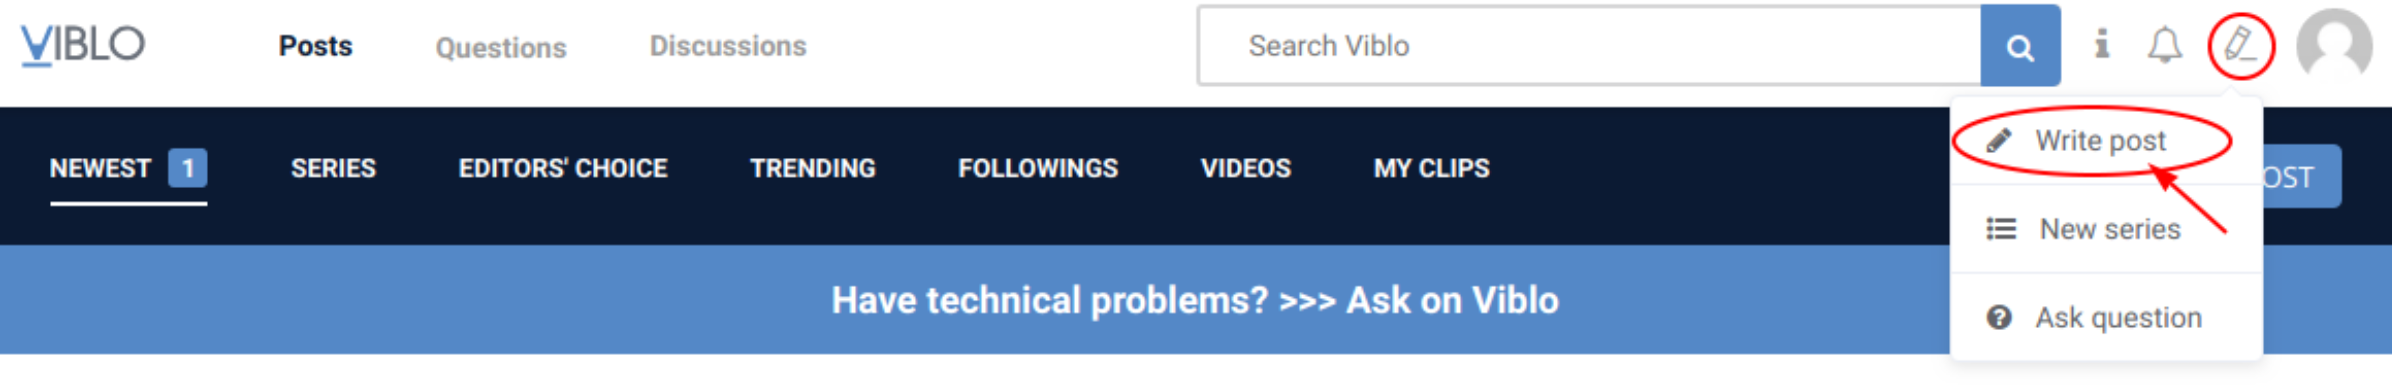 VIBLO Posts Questions Discussions Search Viblo
NEWEST 1 SERIES EDITORS' CHOICE TRENDING FOLLOWINGS VIDEOS MY CLIPS OST
Write post
New series
Have technical problems? >>> Ask on Viblo
Ask question